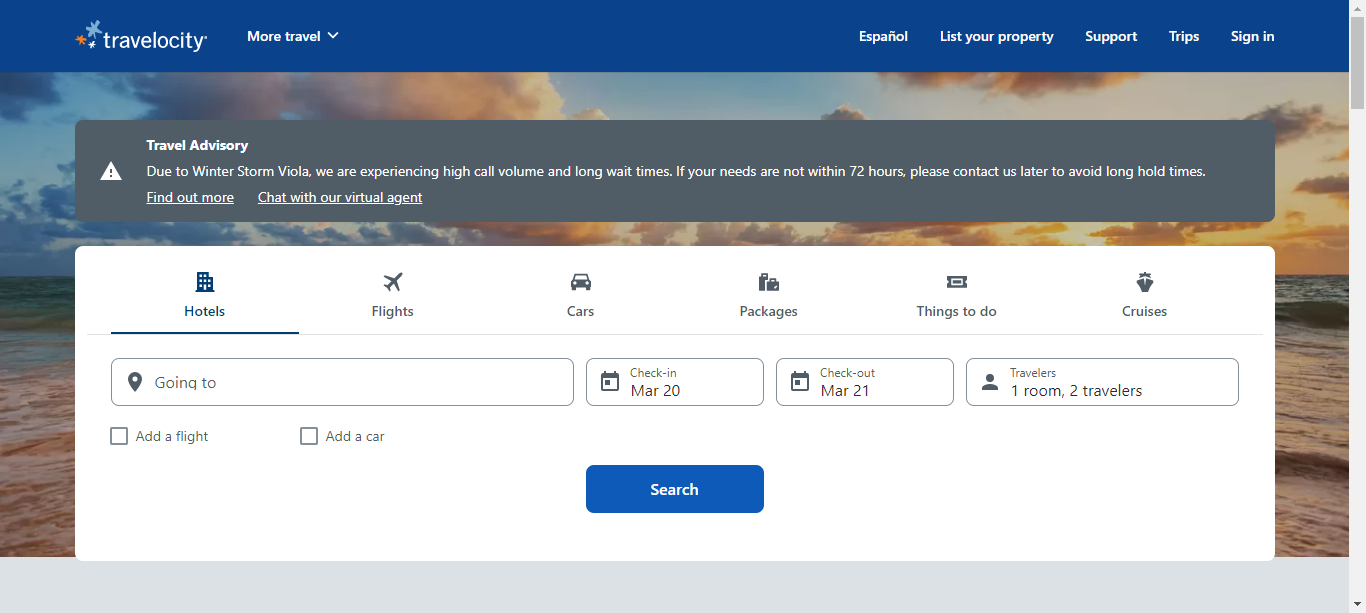 travelocity
More travel
Español
List your property
Support
Trips
Sign in
Travel Advisory
Due to Winter Storm Viola, we are experiencing high call volume and long wait times. If your needs are not within 72 hours, please contact us later to avoid long hold times.
Find out more
Chat with our virtual agent
Hotels
Flights
Cars
Packages
Things to do
Cruises
Going to
Check-in
Mar 20
Check-out
Mar 21
Travelers
1 room, 2 travelers
Add a flight
Add a car
Search